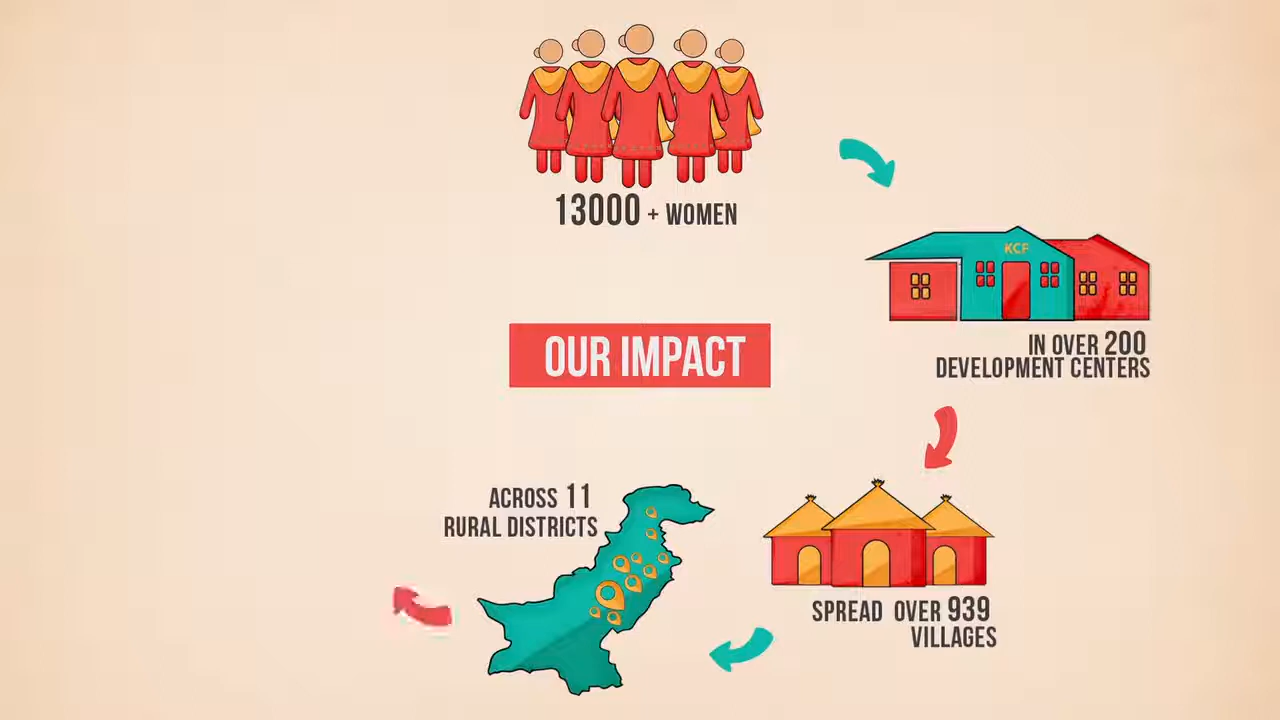 13000 + WOMEN
KCF
IN OVER 200
DEVELOPMENT CENTERS
OUR IMPACT
ACROSS 11
RURAL DISTRICTS
SPREAD OVER 939
VILLAGES